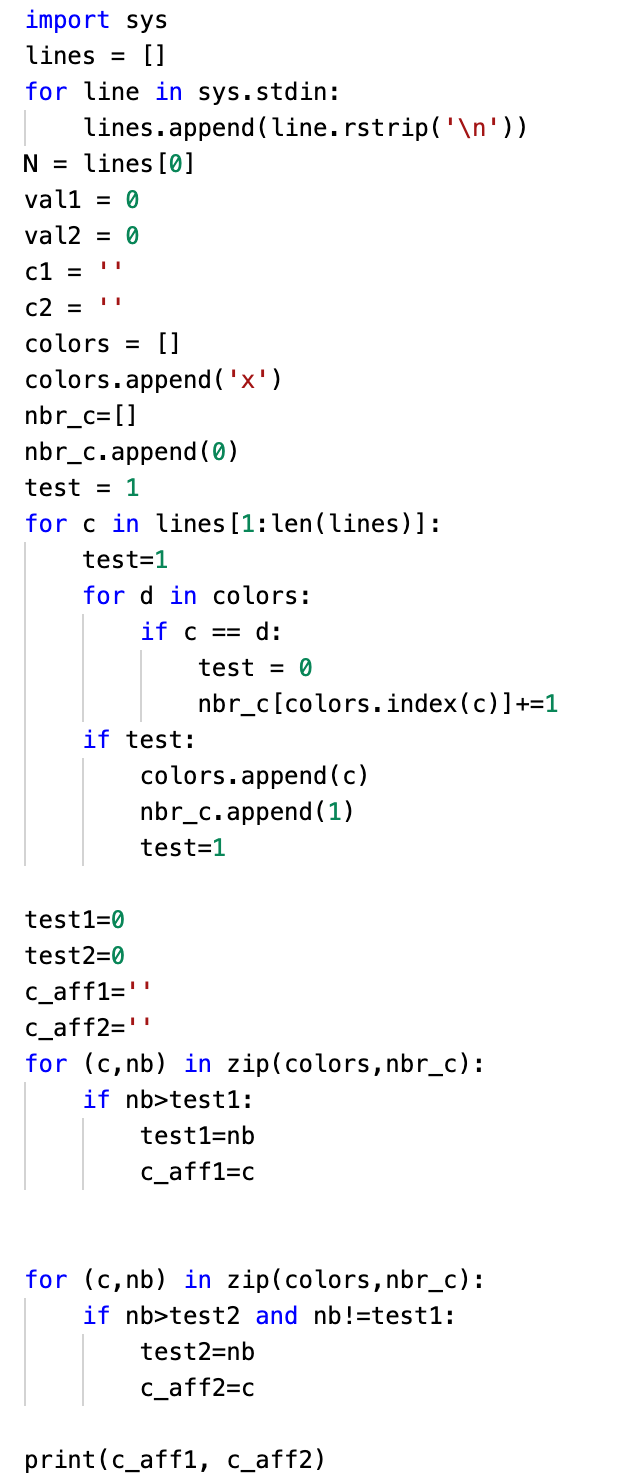 import sys
lines = []
for line in sys.stdin:
    lines.append(line.rstrip('\n'))
N = lines[0]
val1 = 0
val2 = 0
c1 = ''
c2 = ''
colors = []
colors.append('x')
nbr_c=[]
nbr_c.append(0)
test = 1
for c in lines[1:len(lines)]:
    test=1
    for d in colors:
        if c == d:
            test = 0
            nbr_c[colors.index(c)]+=1
    if test:
        colors.append(c)
        nbr_c.append(1)
        test=1

test1=0
test2=0
c_aff1=''
c_aff2=''
for (c,nb) in zip(colors,nbr_c):
    if nb>test1:
        test1=nb
        c_aff1=c


for (c,nb) in zip(colors,nbr_c):
    if nb>test2 and nb!=test1:
        test2=nb
        c_aff2=c

print(c_aff1, c_aff2)